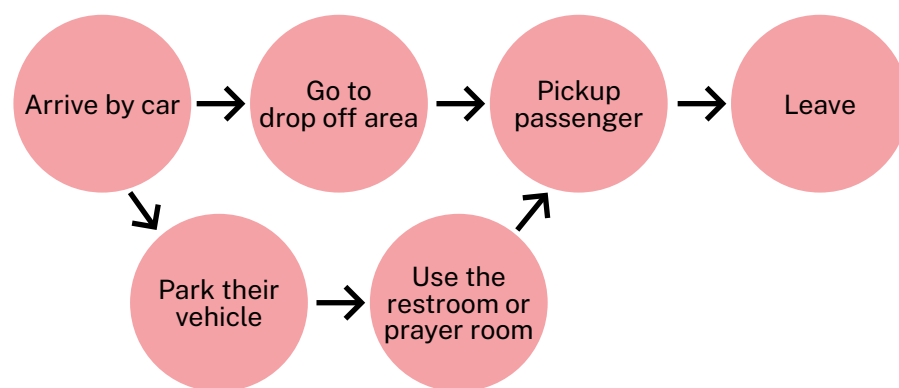 Arrive by car
Go to
drop off area
Pickup
passenger
Leave
Park their
vehicle
Use the
restroom or
prayer room